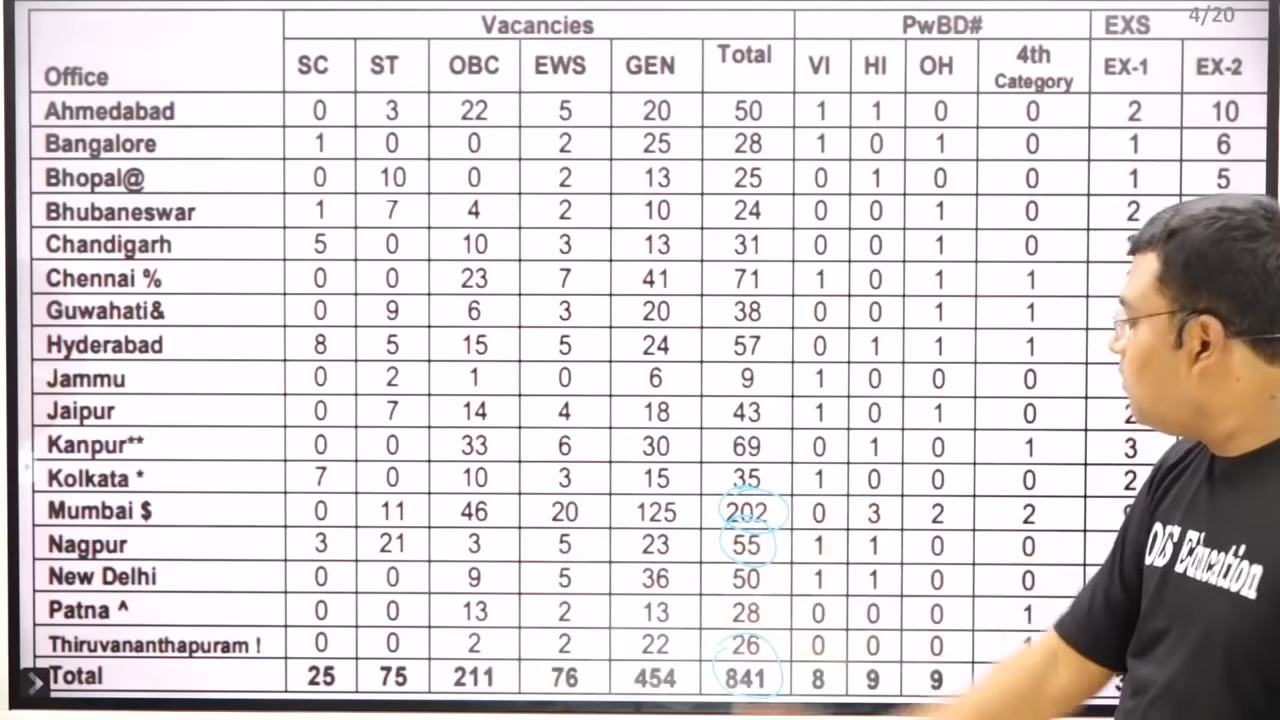 4/20
Vacancies PwBD# EXS
Office SC ST OBC EWS GEN Total VI HI OH 4th Category EX-1 EX-2
Ahmedabad 0 3 22 5 20 50 1 1 0 0 2 10
Bangalore 1 0 0 2 25 28 1 0 1 0 1 6
Bhopal@ 0 10 0 2 13 25 0 1 0 0 1 5
Bhubaneswar 1 7 4 2 10 24 0 0 1 0 2
Chandigarh 5 0 10 3 13 31 0 0 1 0
Chennai % 0 0 23 7 41 71 1 0 1 1
Guwahati& 0 9 6 3 20 38 0 0 1 1
Hyderabad 8 5 15 5 24 57 0 1 1 1
Jammu 0 2 1 0 6 9 1 0 0 0
Jaipur 0 7 14 4 18 43 1 0 1 0 2
Kanpur** 0 0 33 6 30 69 0 1 0 1 3
Kolkata * 7 0 10 3 15 35 1 0 0 0 2
Mumbai $ 0 11 46 20 125 202 0 3 2 2
Nagpur 3 21 3 5 23 55 1 1 0 0
New Delhi 0 0 9 5 36 50 1 1 0 0
Patna ^ 0 0 13 2 13 28 0 0 0 1
Thiruvananthapuram ! 0 0 2 2 22 26 0 0 0
Total 25 75 211 76 454 841 8 9 9
Education